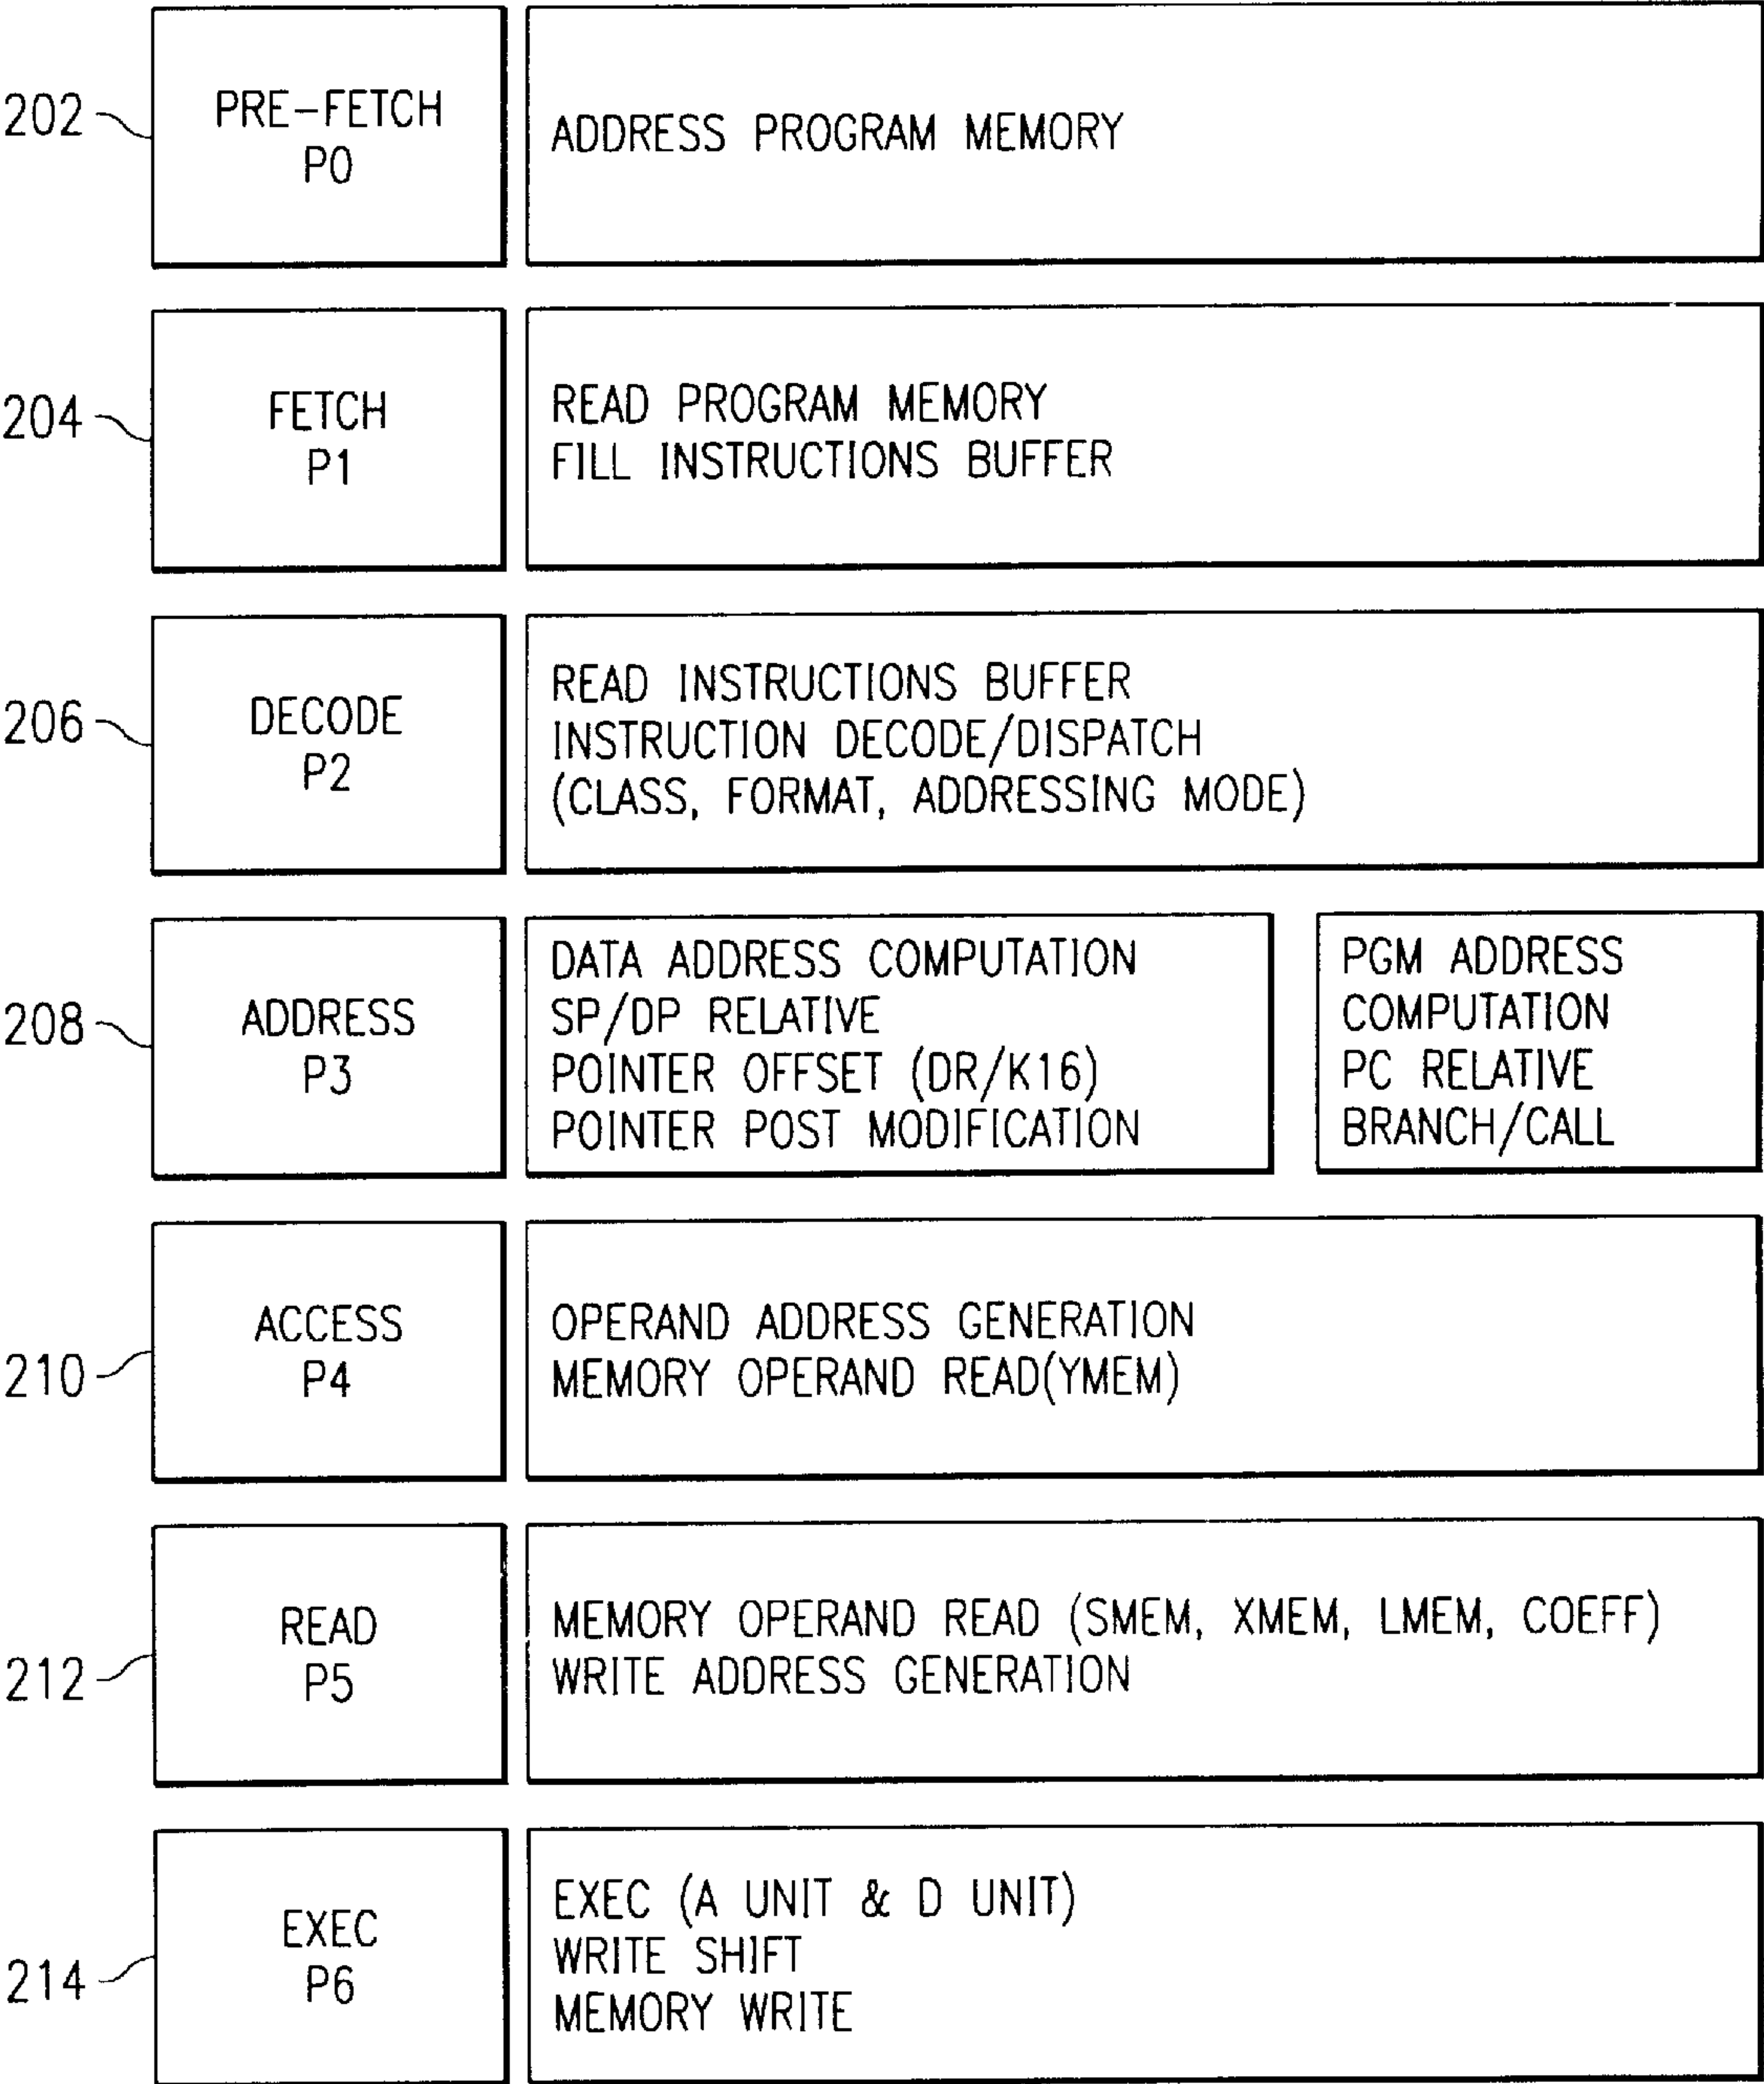 202
PRE-FETCH
P0
ADDRESS PROGRAM MEMORY
204
FETCH
P1
READ PROGRAM MEMORY
FILL INSTRUCTIONS BUFFER
206
DECODE
P2
READ INSTRUCTIONS BUFFER
INSTRUCTION DECODE/DISPATCH
(CLASS, FORMAT, ADDRESSING MODE)
208
ADDRESS
P3
DATA ADDRESS COMPUTATION
SP/DP RELATIVE
POINTER OFFSET (DR/K16)
POINTER POST MODIFICATION
PGM ADDRESS
COMPUTATION
PC RELATIVE
BRANCH/CALL
210
ACCESS
P4
OPERAND ADDRESS GENERATION
MEMORY OPERAND READ(YMEM)
212
READ
P5
MEMORY OPERAND READ (SMEM, XMEM, LMEM, COEFF)
WRITE ADDRESS GENERATION
214
EXEC
P6
EXEC (A UNIT & D UNIT)
WRITE SHIFT
MEMORY WRITE